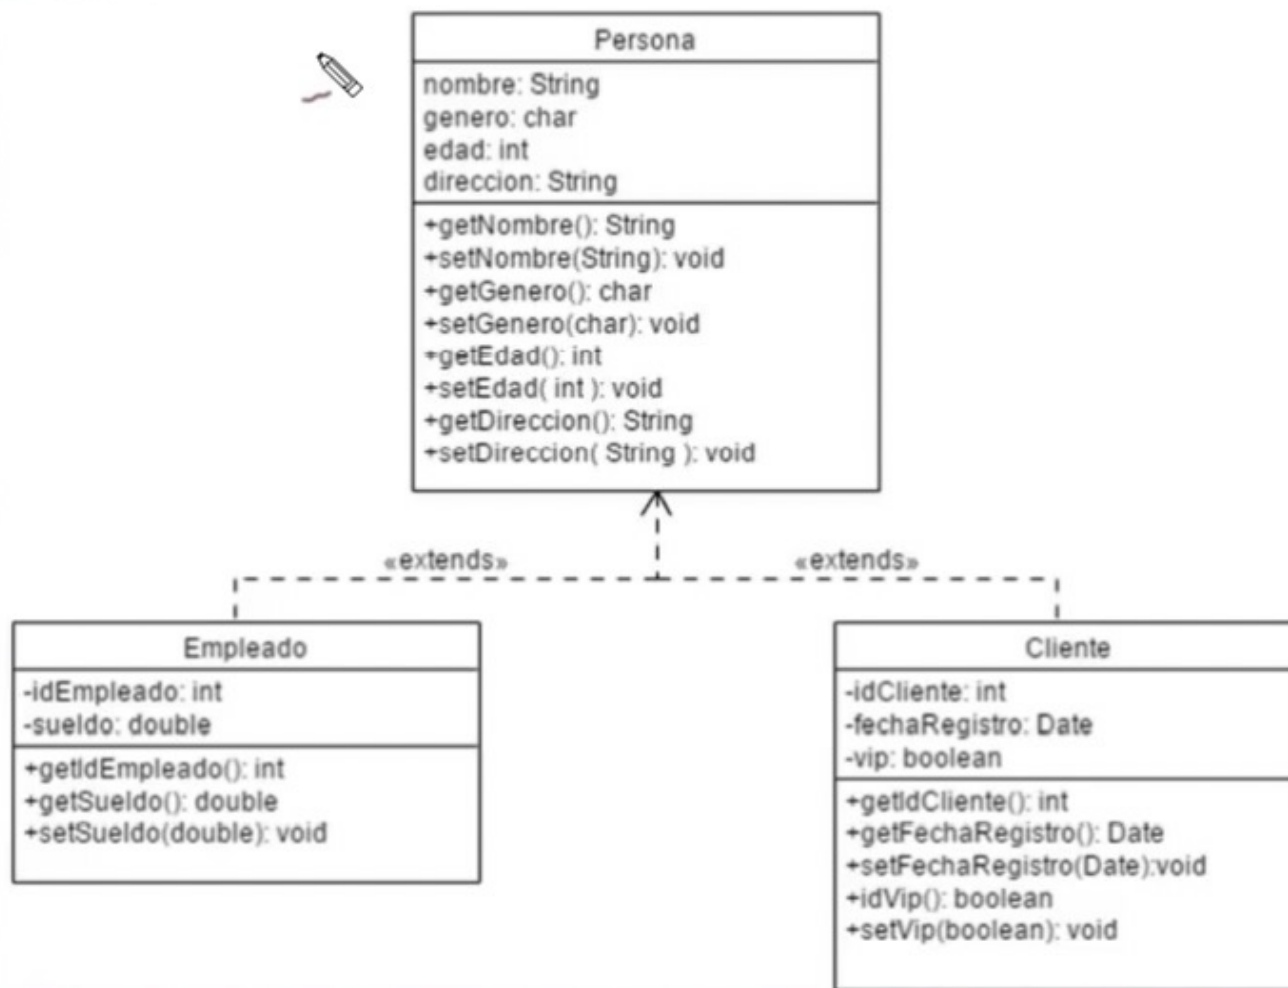 Persona
nombre: String
genero: char
edad: int
direccion: String
+getNombre(): String
+setNombre(String): void
+getGenero(): char
+setGenero(char): void
+getEdad(): int
+setEdad( int ): void
+getDireccion(): String
+setDireccion( String ): void
«extends»
«extends»
Empleado
-idEmpleado: int
-sueldo: double
+getIdEmpleado(): int
+getSueldo(): double
+setSueldo(double): void
Cliente
-idCliente: int
-fechaRegistro: Date
-vip: boolean
+getIdCliente(): int
+getFechaRegistro(): Date
+setFechaRegistro(Date):void
+idVip(): boolean
+setVip(boolean): void